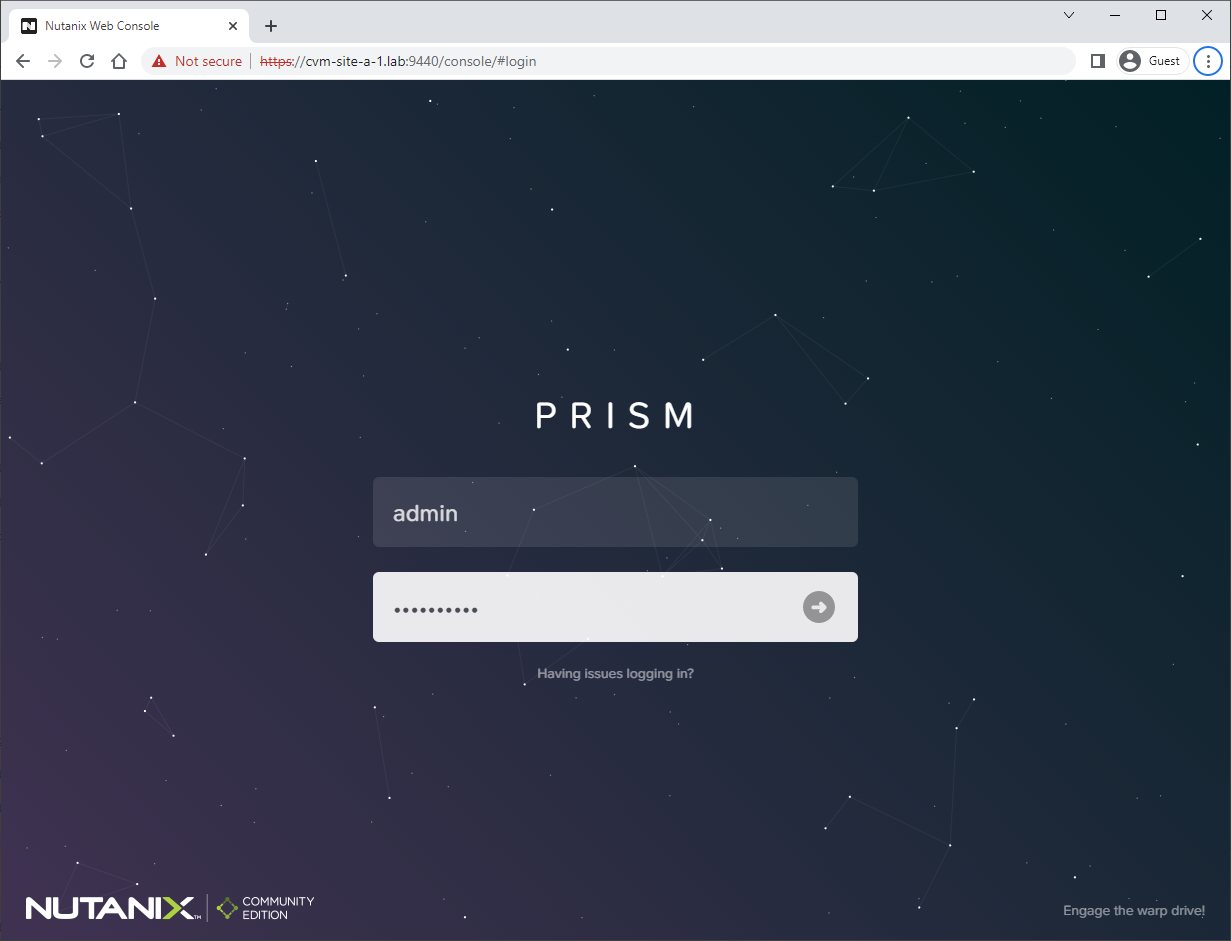 Nutanix Web Console
Not secure
https://cvm-site-a-1.lab:9440/console/#login
Guest
PRISM
admin
••••••••••
Having issues logging in?
NUTANIX™
COMMUNITY
EDITION
Engage the warp drive!